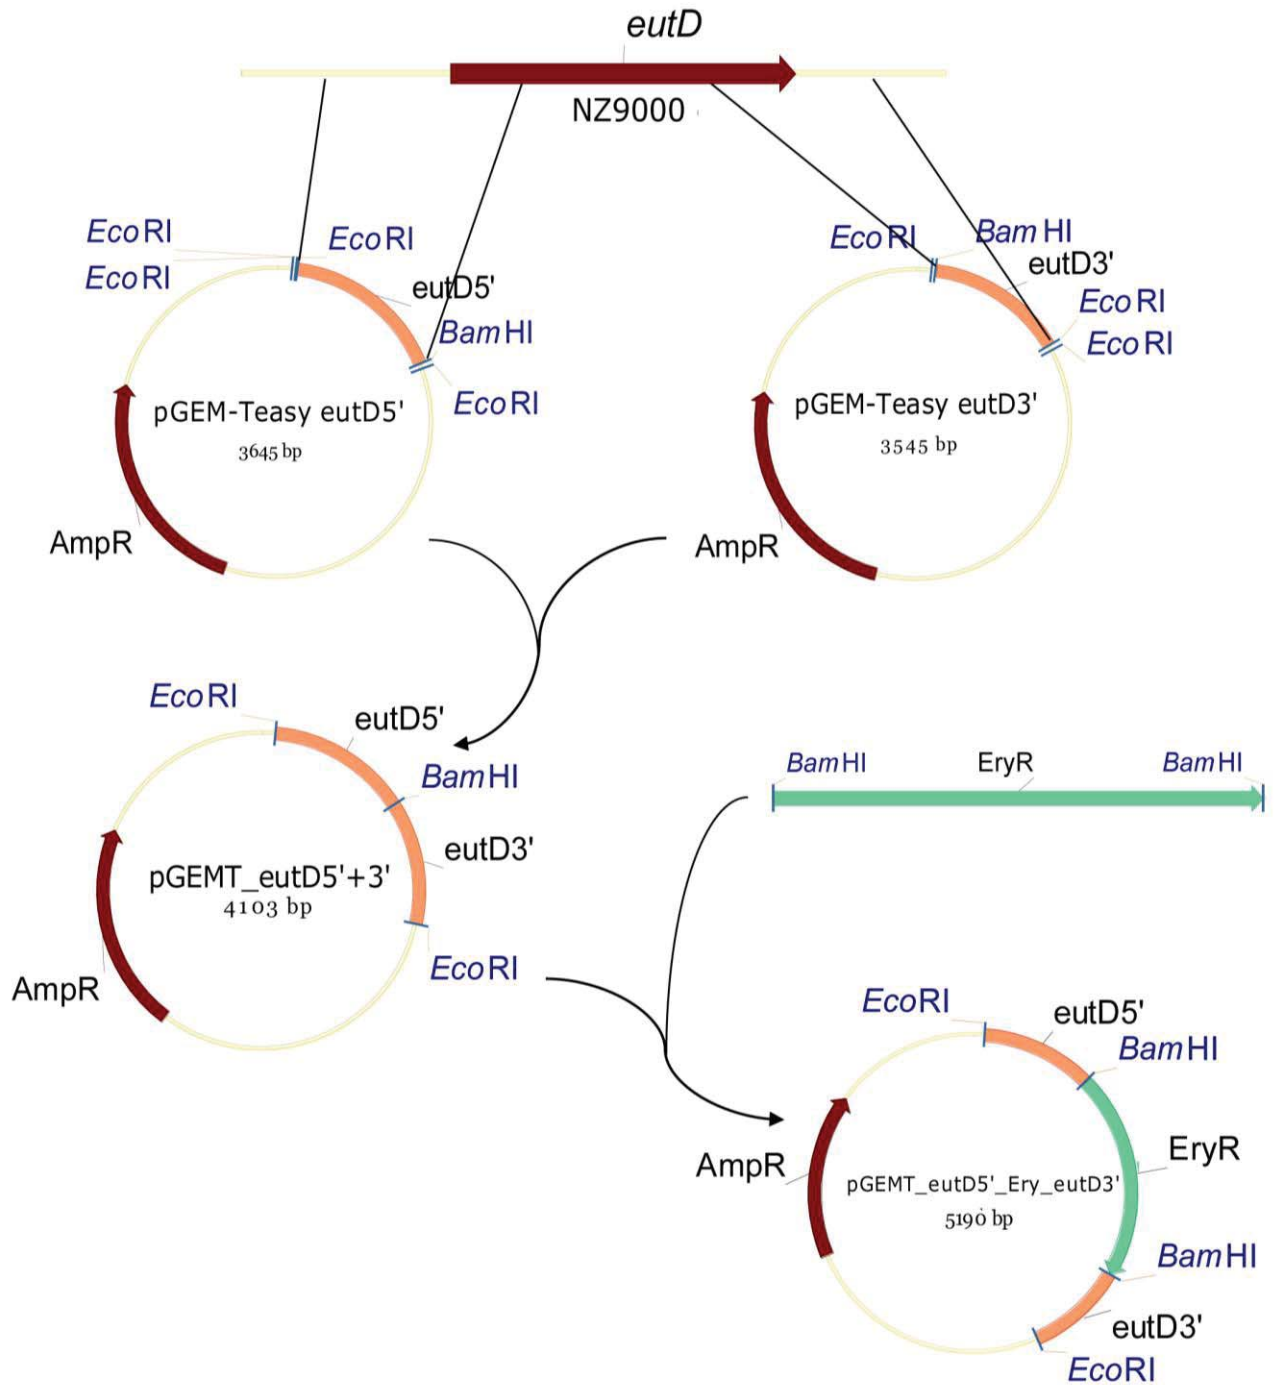 eutD
NZ9000
EcoRI
EcoRI
EcoRI
eutD5'
BamHI
EcoRI
pGEM-Teasy eutD5'
3645 bp
AmpR
EcoRI
BamHI
eutD3'
EcoRI
EcoRI
pGEM-Teasy eutD3'
3545 bp
AmpR
EcoRI
eutD5'
BamHI
eutD3'
pGEMT_eutD5'+3'
4103 bp
AmpR
EcoRI
BamHI
EryR
BamHI
EcoRI
eutD5'
BamHI
EryR
AmpR
pGEMT_eutD5'_Ery_eutD3'
5190 bp
BamHI
eutD3'
EcoRI